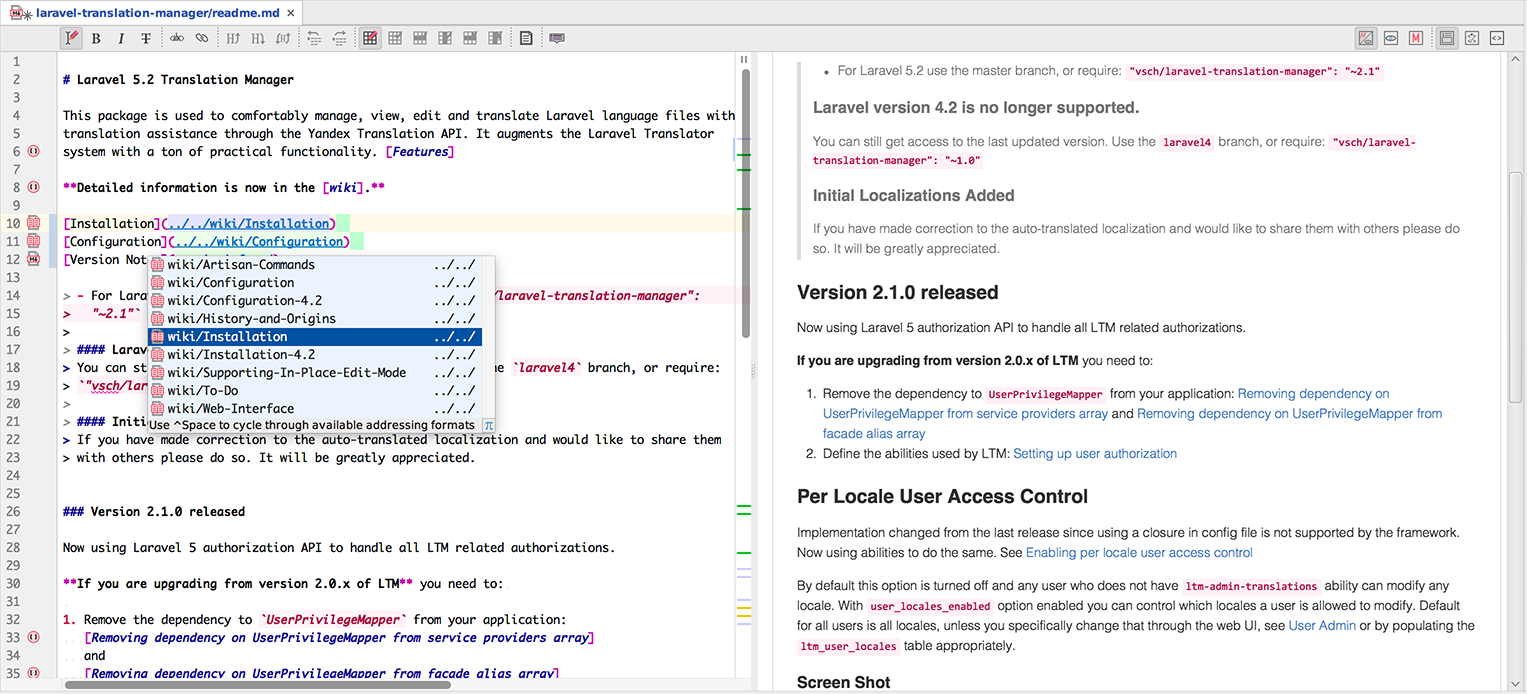 laravel-translation-manager/readme.md ×
1
2 # Laravel 5.2 Translation Manager
3
4 This package is used to comfortably manage, view, edit and translate Laravel language files with
5 translation assistance through the Yandex Translation API. It augments the Laravel Translator
6 system with a ton of practical functionality. [Features]
7
8 **Detailed information is now in the [wiki].**
9
10 [Installation](../../wiki/Installation)
11 [Configuration](../../wiki/Configuration)
12 [Version Not
13
14 > - For Lara /laravel-translation-manager":
15 > "~2.1"`
16 >
17 > #### Larav
18 > You can st he `laravel4` branch, or require:
19 > `"vsch/lar
20 >
21 > #### Initi
22 > If you have made correction to the auto-translated localization and would like to share them
23 > with others please do so. It will be greatly appreciated.
24
25
26 ### Version 2.1.0 released
27
28 Now using Laravel 5 authorization API to handle all LTM related authorizations.
29
30 **If you are upgrading from version 2.0.x of LTM** you need to:
31
32 1. Remove the dependency to `UserPrivilegeMapper` from your application:
33 [Removing dependency on UserPrivilegeMapper from service providers array]
34 and
35 [Removing dependency on UserPrivilegeMapper from facade alias array]
wiki/Artisan-Commands ../../
wiki/Configuration ../../
wiki/Configuration-4.2 ../../
wiki/History-and-Origins ../../
wiki/Installation ../../
wiki/Installation-4.2 ../../
wiki/Supporting-In-Place-Edit-Mode ../../
wiki/To-Do ../../
wiki/Web-Interface ../../
Use ^Space to cycle through available addressing formats π
• For Laravel 5.2 use the master branch, or require: "vsch/laravel-translation-manager": "~2.1"
Laravel version 4.2 is no longer supported.
You can still get access to the last updated version. Use the laravel4 branch, or require: "vsch/laravel-
translation-manager": "~1.0"
Initial Localizations Added
If you have made correction to the auto-translated localization and would like to share them with others please do
so. It will be greatly appreciated.
Version 2.1.0 released
Now using Laravel 5 authorization API to handle all LTM related authorizations.
If you are upgrading from version 2.0.x of LTM you need to:
1. Remove the dependency to UserPrivilegeMapper from your application: Removing dependency on
UserPrivilegeMapper from service providers array and Removing dependency on UserPrivilegeMapper from
facade alias array
2. Define the abilities used by LTM: Setting up user authorization
Per Locale User Access Control
Implementation changed from the last release since using a closure in config file is not supported by the framework.
Now using abilities to do the same. See Enabling per locale user access control
By default this option is turned off and any user who does not have ltm-admin-translations ability can modify any
locale. With user_locales_enabled option enabled you can control which locales a user is allowed to modify. Default
for all users is all locales, unless you specifically change that through the web UI, see User Admin or by populating the
ltm_user_locales table appropriately.
Screen Shot